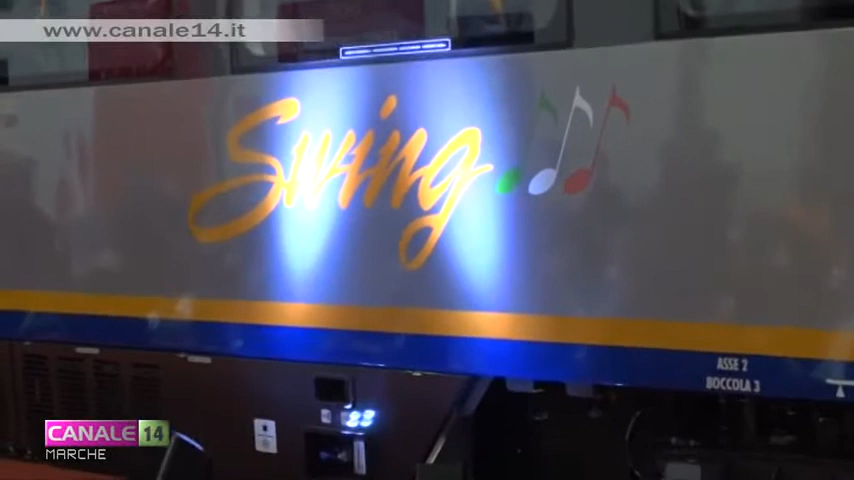 www.canale14.it
Swing
ASSE 2
BOCCOLA 3
CANALE 14
MARCHE